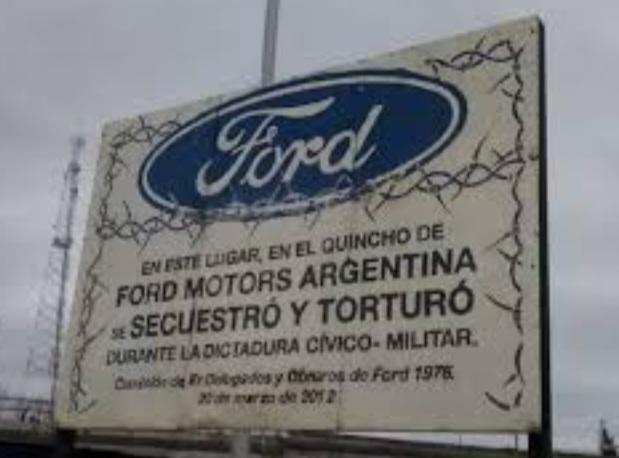 Ford
EN ESTE LUGAR, EN EL QUINCHO DE
FORD MOTORS ARGENTINA
SE SECUESTRÓ Y TORTURÓ
DURANTE LA DICTADURA CÍVICO- MILITAR.
Comisión de Ex Delegados y Obreros de Ford 1976.
20 de marzo de 2012